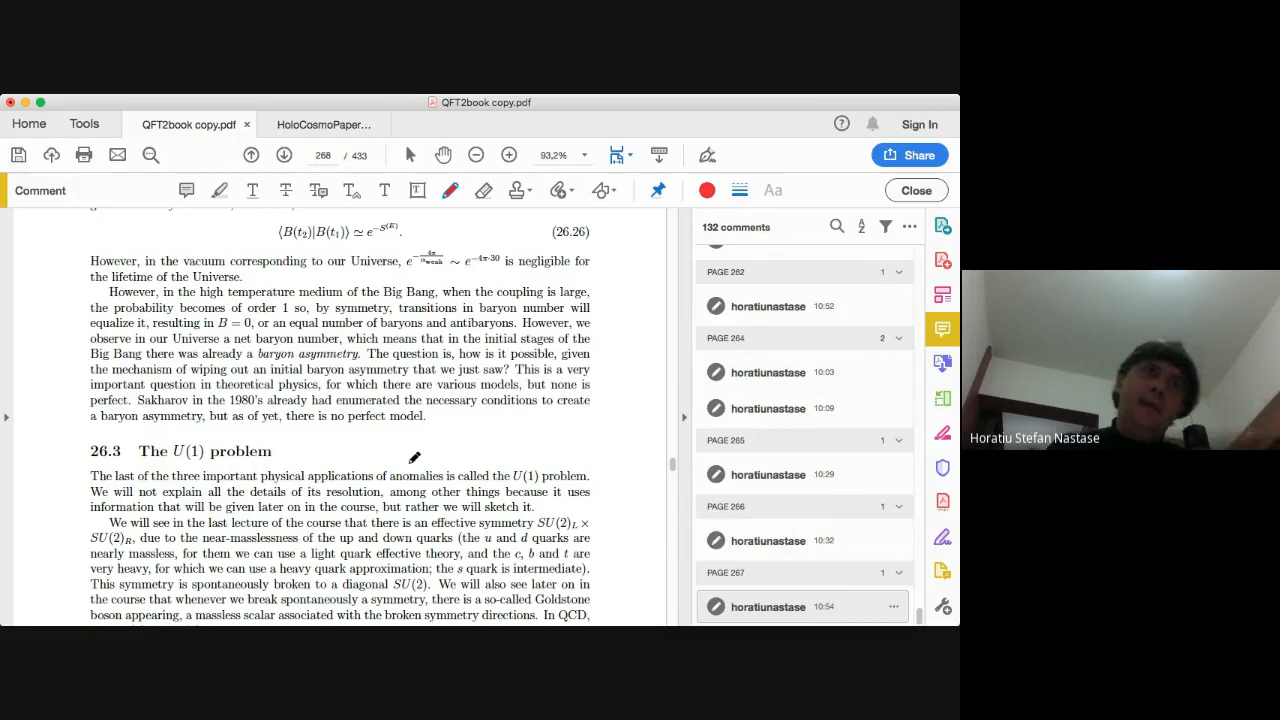 QFT2book copy.pdf
Home Tools QFT2book copy.pdf × HoloCosmoPaper... Sign In
268 / 433 93,2% Share
Comment Aa Close
⟨B(t₂)|B(t₁)⟩ ≃ e^{−S^{(E)}}. (26.26)
However, in the vacuum corresponding to our Universe, e^{−4π/α_weak} ∼ e^{−4π·30} is negligible for
the lifetime of the Universe.
However, in the high temperature medium of the Big Bang, when the coupling is large,
the probability becomes of order 1 so, by symmetry, transitions in baryon number will
equalize it, resulting in B = 0, or an equal number of baryons and antibaryons. However, we
observe in our Universe a net baryon number, which means that in the initial stages of the
Big Bang there was already a baryon asymmetry. The question is, how is it possible, given
the mechanism of wiping out an initial baryon asymmetry that we just saw? This is a very
important question in theoretical physics, for which there are various models, but none is
perfect. Sakharov in the 1980's already had enumerated the necessary conditions to create
a baryon asymmetry, but as of yet, there is no perfect model.
26.3 The U(1) problem
The last of the three important physical applications of anomalies is called the U(1) problem.
We will not explain all the details of its resolution, among other things because it uses
information that will be given later on in the course, but rather we will sketch it.
We will see in the last lecture of the course that there is an effective symmetry SU(2)_L ×
SU(2)_R, due to the near-masslessness of the up and down quarks (the u and d quarks are
nearly massless, for them we can use a light quark effective theory, and the c, b and t are
very heavy, for which we can use a heavy quark approximation; the s quark is intermediate).
This symmetry is spontaneously broken to a diagonal SU(2). We will also see later on in
the course that whenever we break spontaneously a symmetry, there is a so-called Goldstone
boson appearing, a massless scalar associated with the broken symmetry directions. In QCD,
132 comments
PAGE 262 1
horatiunastase 10:52
PAGE 264 2
horatiunastase 10:03
horatiunastase 10:09
PAGE 265 1
horatiunastase 10:29
PAGE 266 1
horatiunastase 10:32
PAGE 267 1
horatiunastase 10:54
Horatiu Stefan Nastase